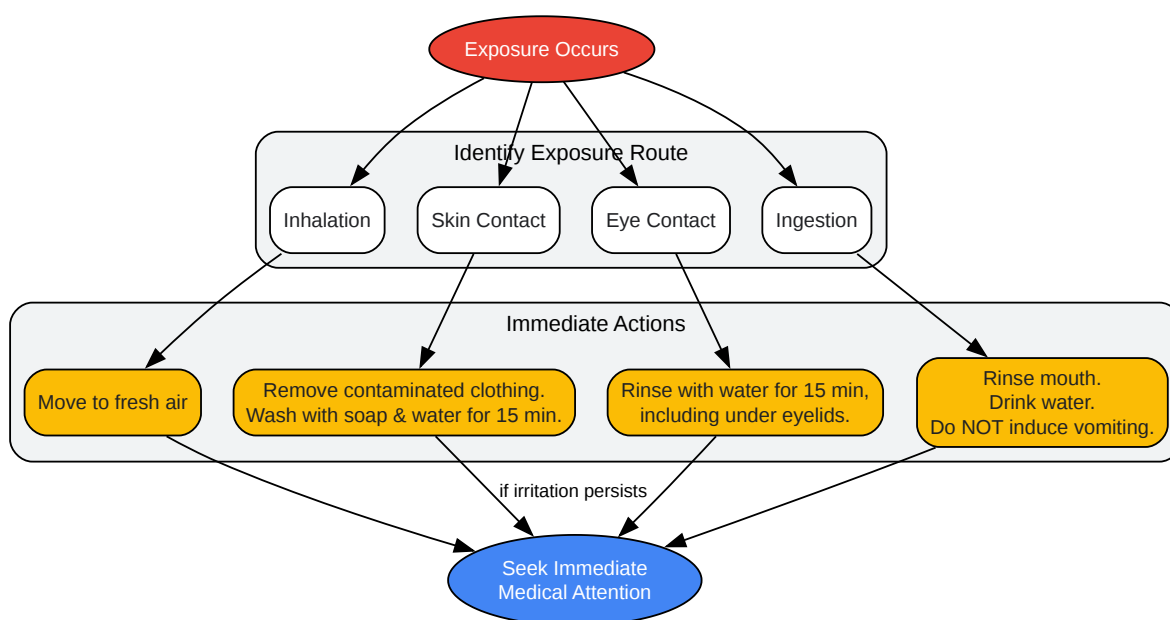 Exposure Occurs
Identify Exposure Route
Inhalation
Skin Contact
Eye Contact
Ingestion
Immediate Actions
Move to fresh air
Remove contaminated clothing.
Wash with soap & water for 15 min.
Rinse with water for 15 min,
including under eyelids.
Rinse mouth.
Drink water.
Do NOT induce vomiting.
if irritation persists
Seek Immediate
Medical Attention